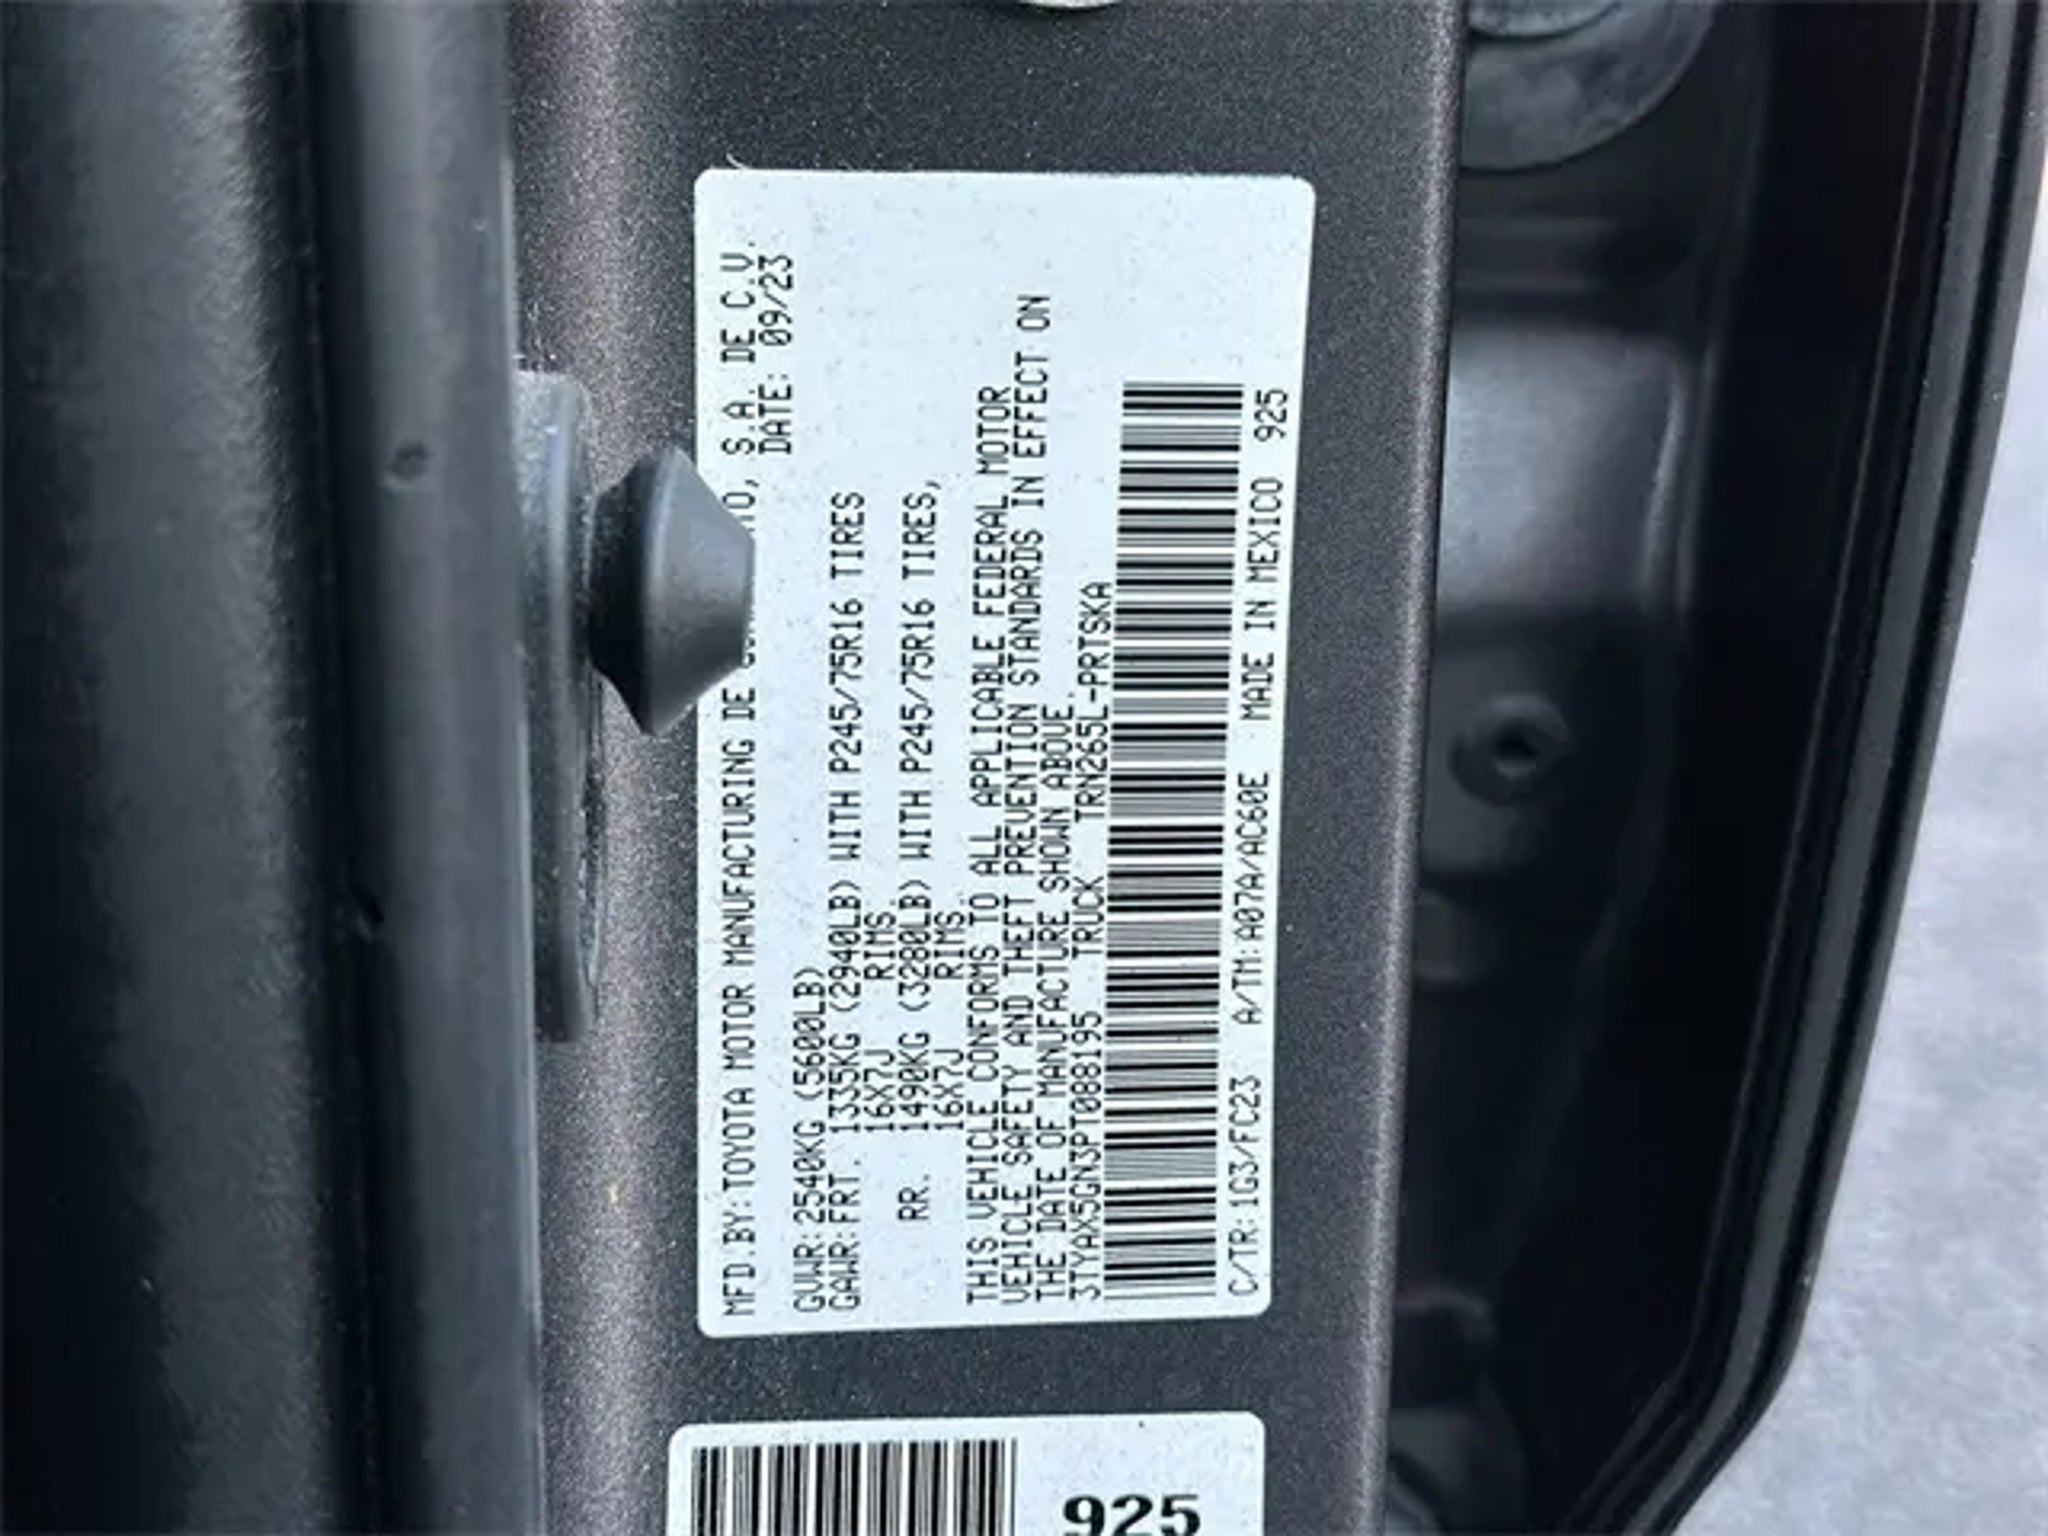 MFD.BY:TOYOTA MOTOR MANUFACTURING DE S.A. DE C.V.
DATE: 09/23
GVWR:2540KG (5600LB)
GAWR:FRT. 1335KG (2940LB) WITH P245/75R16 TIRES
16X7J RIMS.
RR. 1490KG (3280LB) WITH P245/75R16 TIRES,
16X7J RIMS.
THIS VEHICLE CONFORMS TO ALL APPLICABLE FEDERAL MOTOR
VEHICLE SAFETY AND THEFT PREVENTION STANDARDS IN EFFECT ON
THE DATE OF MANUFACTURE SHOWN ABOVE.
3TYAX5GN3PT088195 TRUCK TRN265L-PRTSKA
C/TR:1G3/FC23 A/TM:A07A/AC60E MADE IN MEXICO 925
925